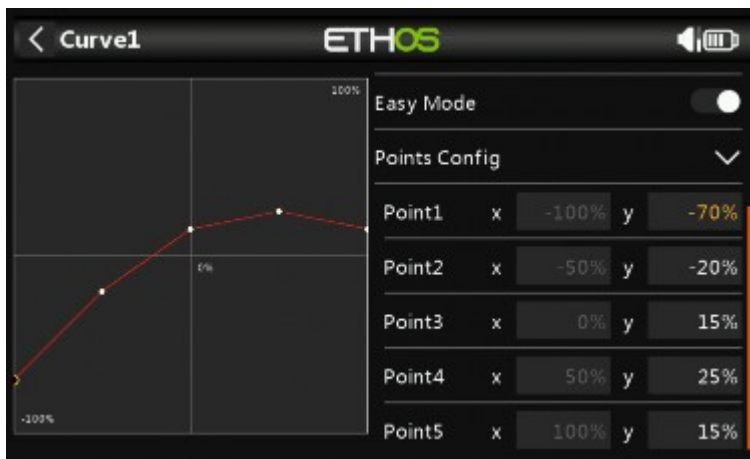 < Curve1 ETHOS
100%
0%
-100%
Easy Mode
Points Config
Point1 x -100% y -70%
Point2 x -50% y -20%
Point3 x 0% y 15%
Point4 x 50% y 25%
Point5 x 100% y 15%